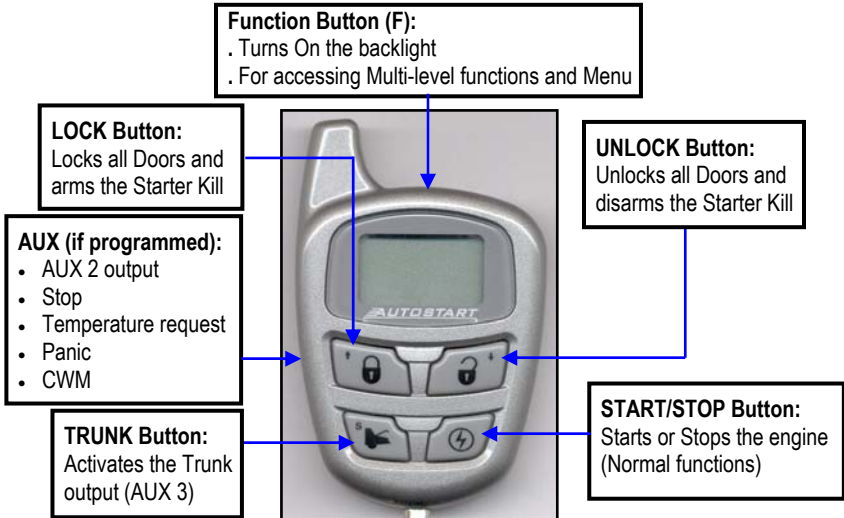 Function Button (F):
. Turns On the backlight
. For accessing Multi-level functions and Menu
LOCK Button:
Locks all Doors and
arms the Starter Kill
UNLOCK Button:
Unlocks all Doors and
disarms the Starter Kill
AUX (if programmed):
• AUX 2 output
• Stop
• Temperature request
• Panic
• CWM
AUTOSTART
S
TRUNK Button:
Activates the Trunk
output (AUX 3)
START/STOP Button:
Starts or Stops the engine
(Normal functions)